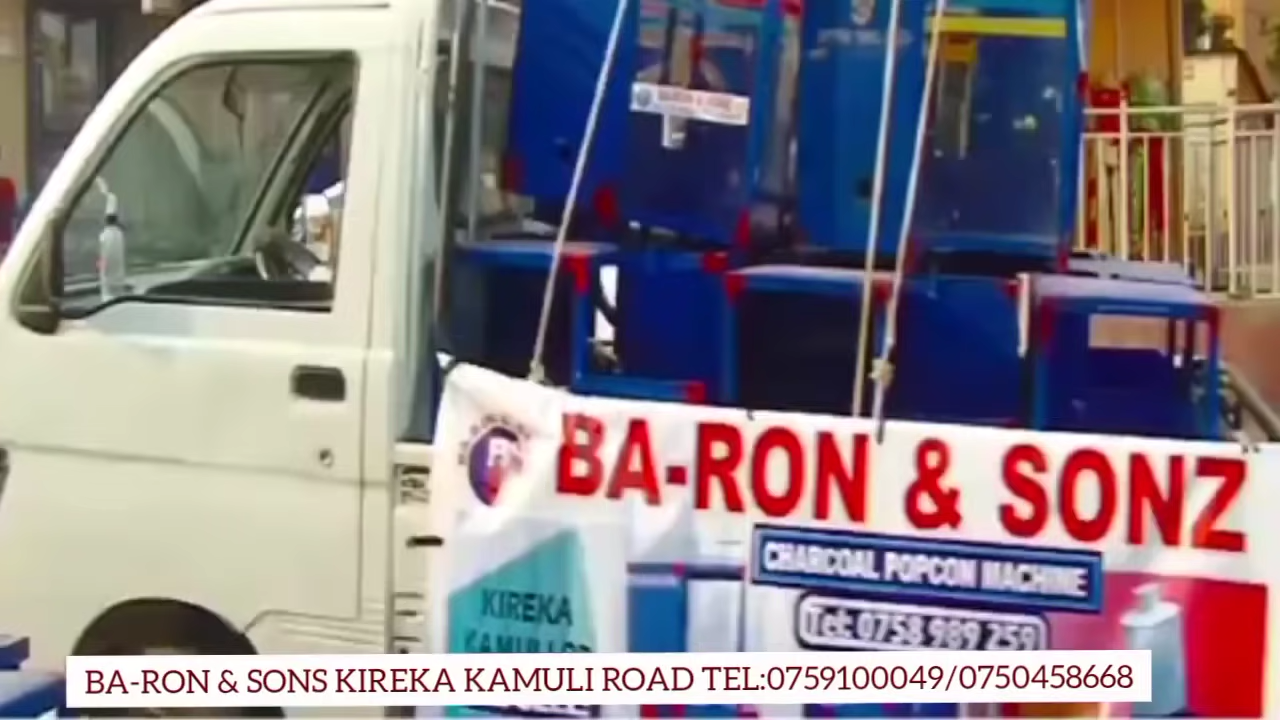 BA-RON & SONZ
CHARCOAL POPCON MACHINE
Tel: 0758 989 259
KIREKA
KAMULI
BA-RON & SONS KIREKA KAMULI ROAD TEL:0759100049/0750458668